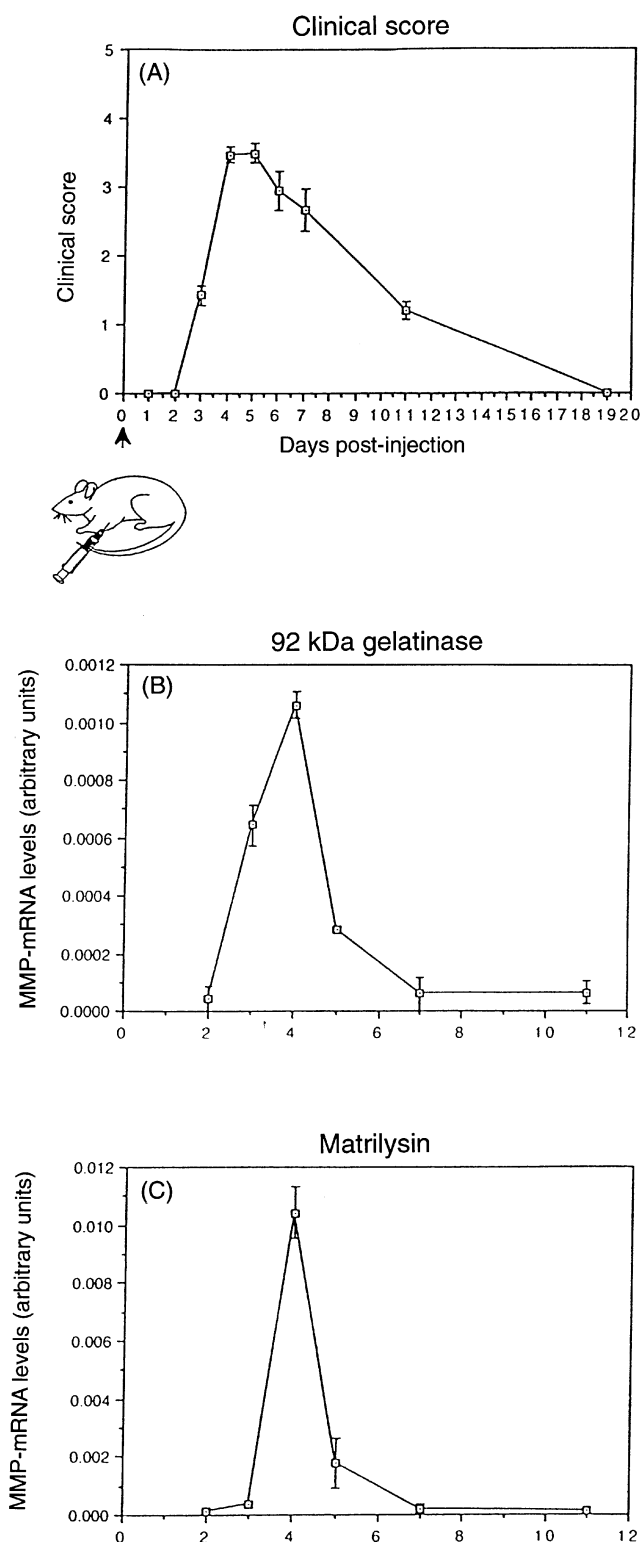 Clinical score
(A)
5
4
3
2
1
0
Clinical score
0 1 2 3 4 5 6 7 8 9 10 11 12 13 14 15 16 17 18 19 20
Days post-injection
92 kDa gelatinase
(B)
0.0012
0.0010
0.0008
0.0006
0.0004
0.0002
0.0000
MMP-mRNA levels (arbitrary units)
0 2 4 6 8 10 12
Matrilysin
(C)
0.012
0.010
0.008
0.006
0.004
0.002
0.000
MMP-mRNA levels (arbitrary units)
0 2 4 6 8 10 12